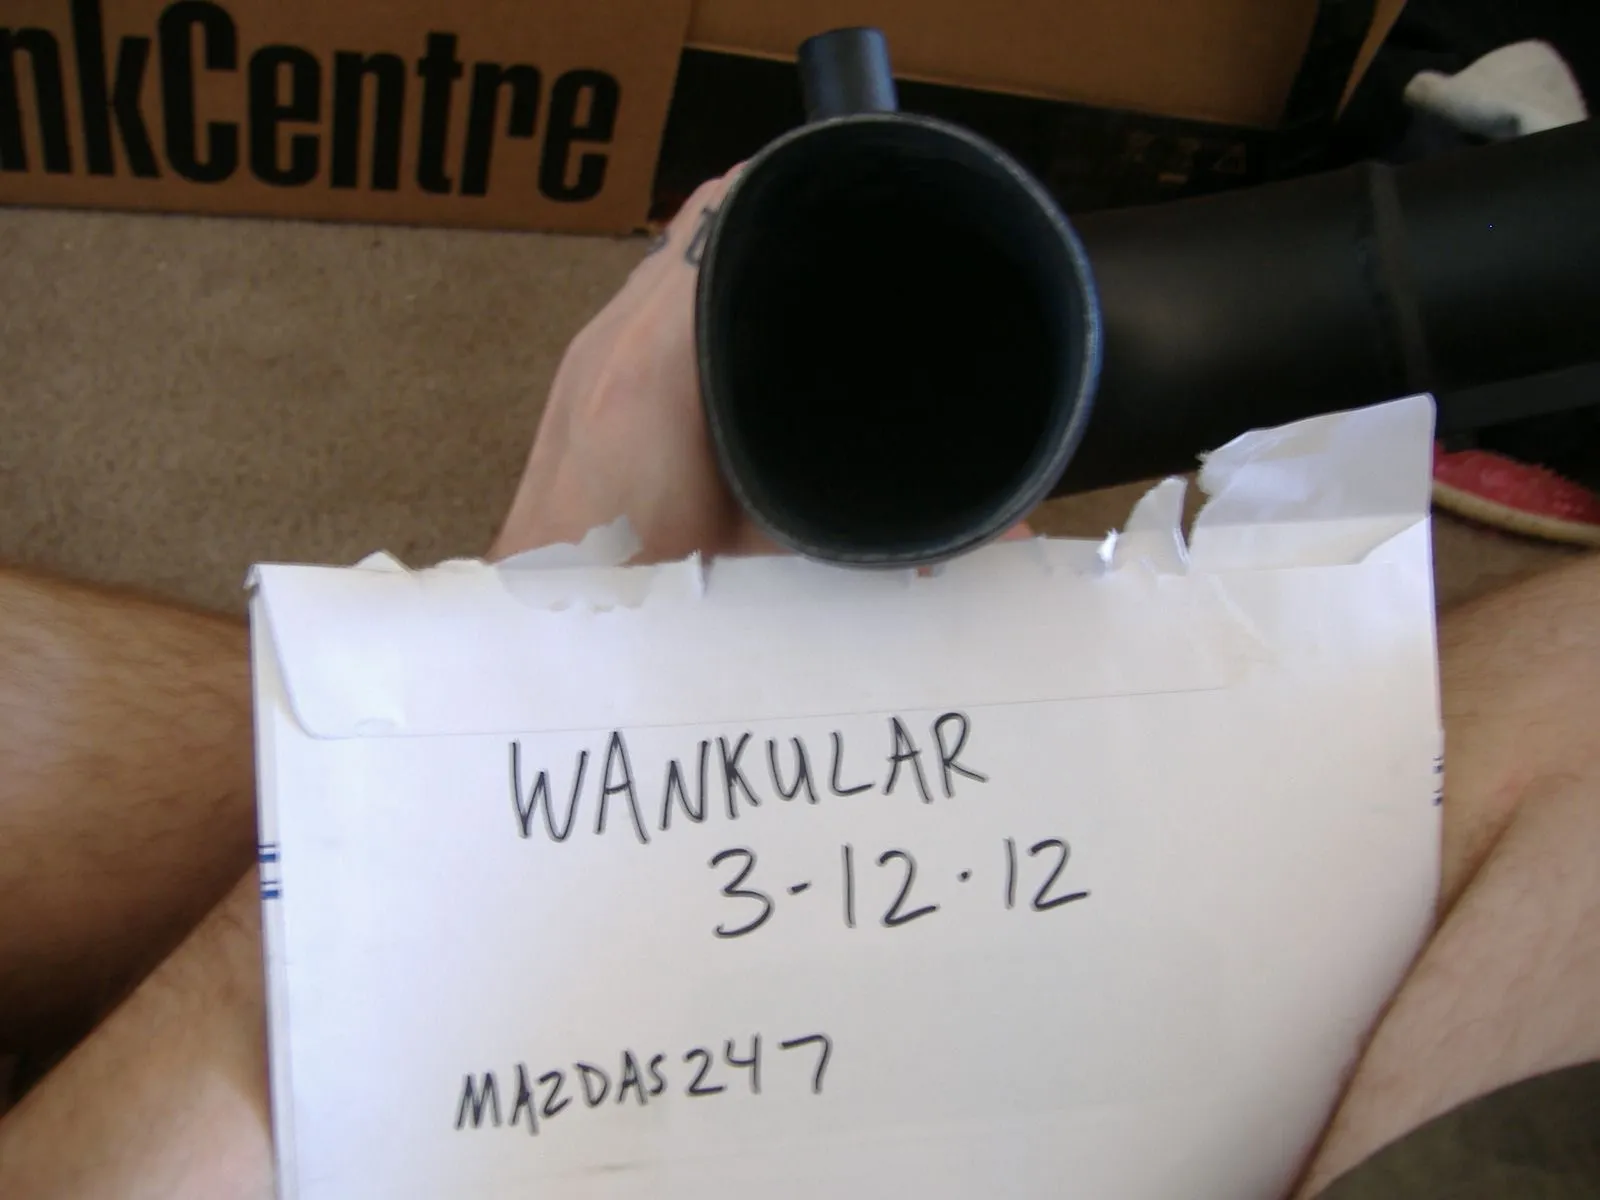 nkCentre
WANKULAR
3-12·12
MAZDAS247